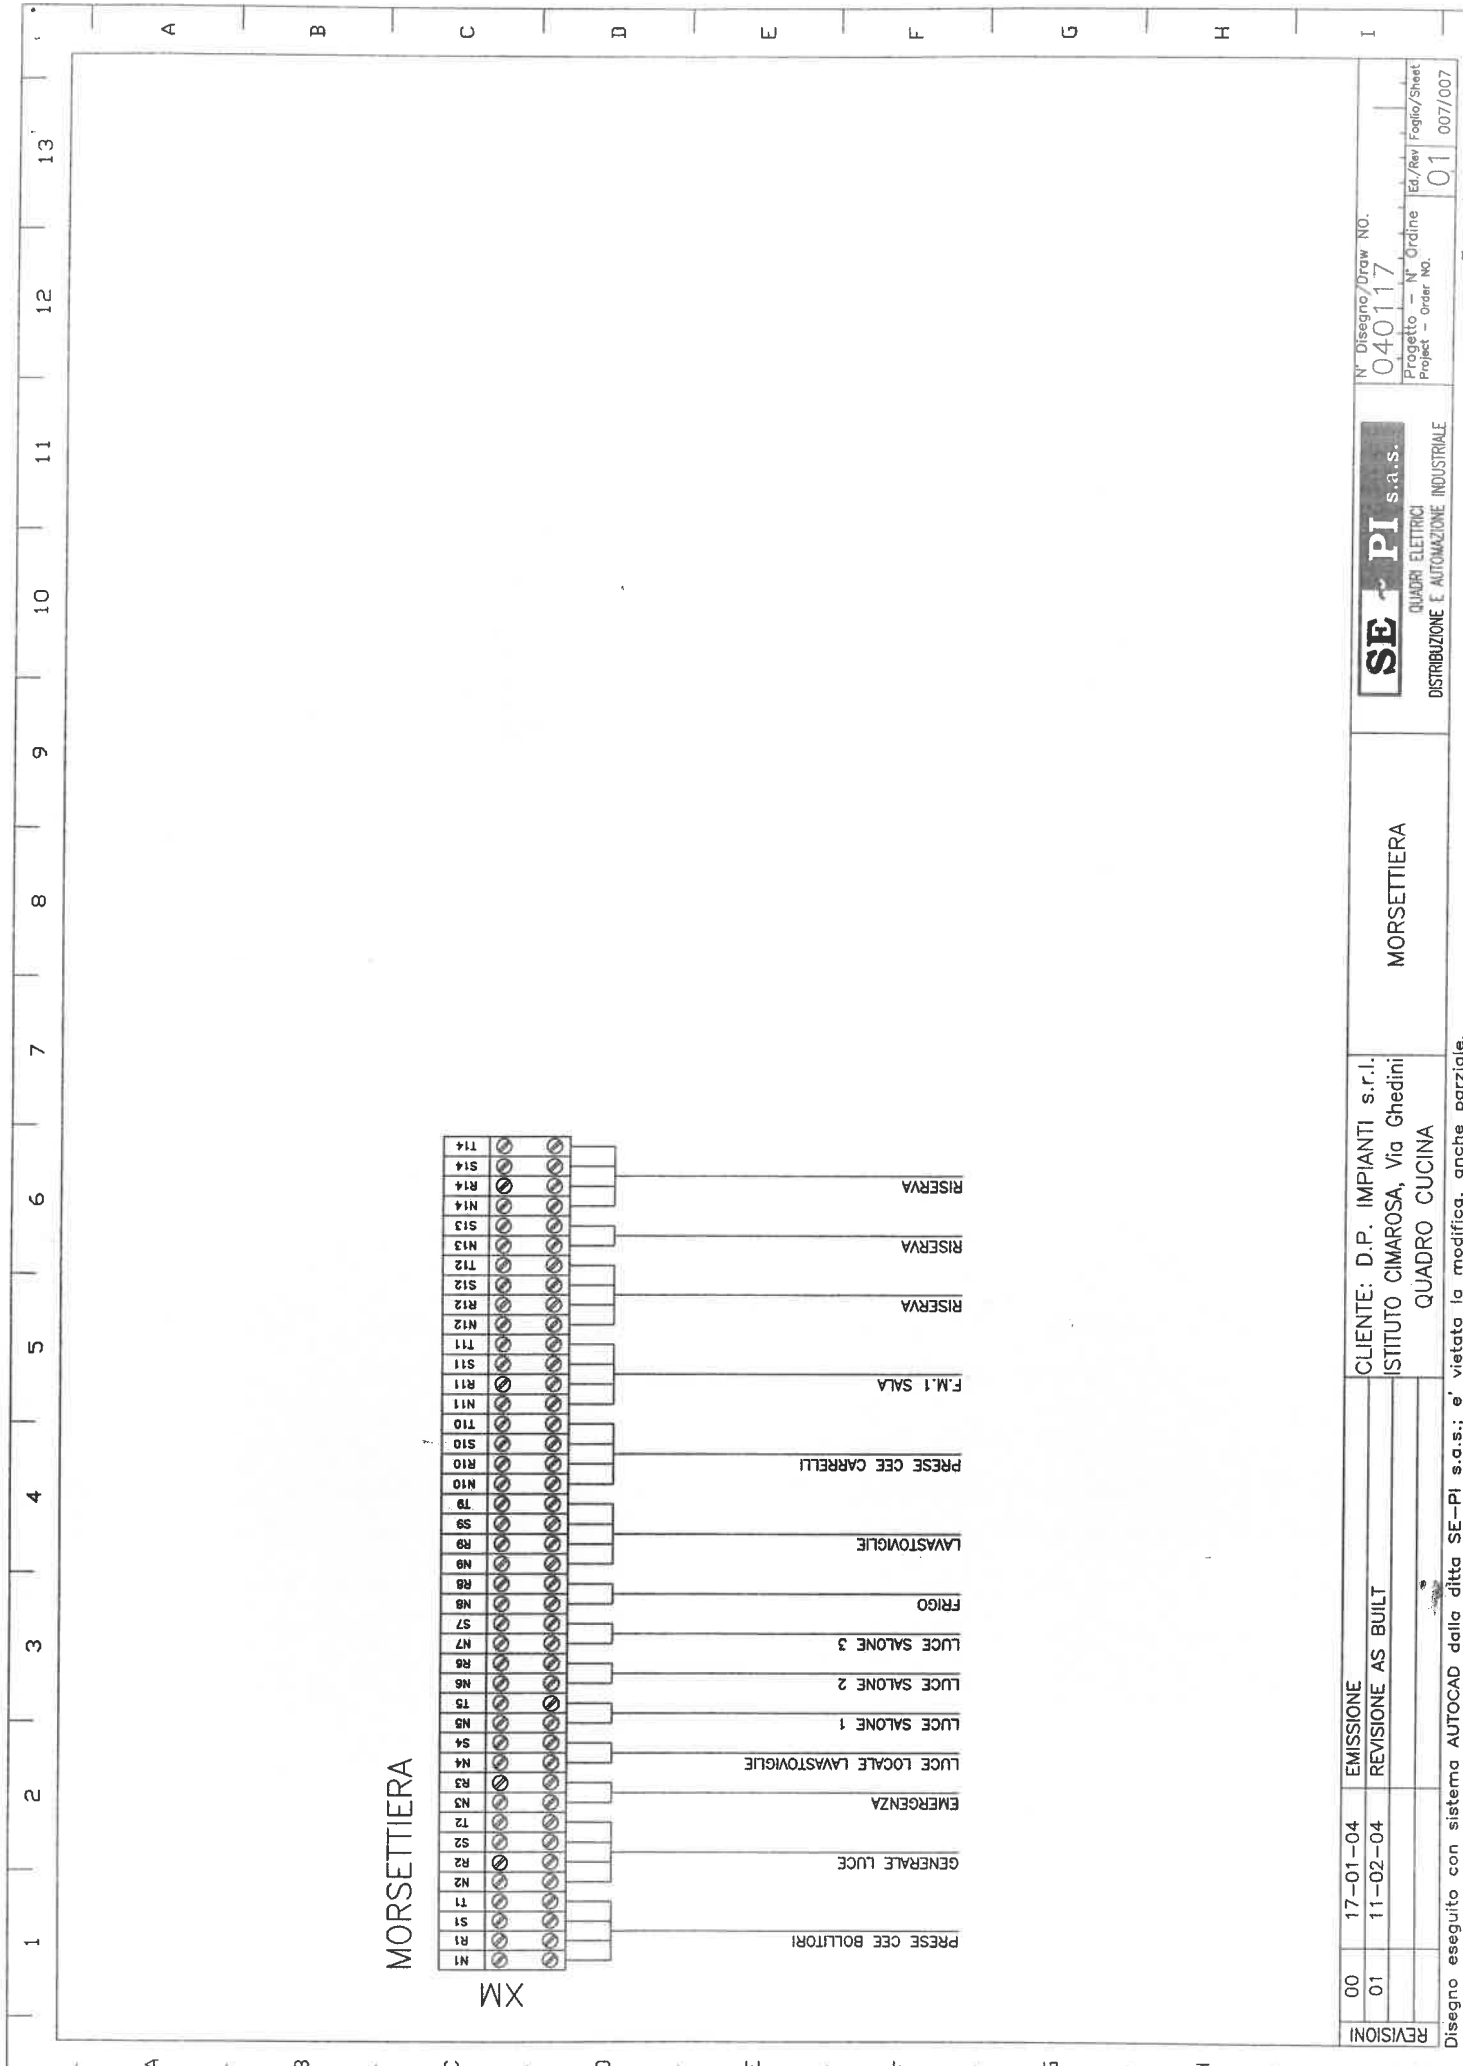 1 2 3 4 5 6 7 8 9 10 11 12 13
A
B
C
D
E
F
G
H
I
MORSETTIERA
XM
N1 R1 S1 T1 N2 R2 S2 T2 N3 R3 N4 S4 N5 T5 N6 R6 N7 S7 N8 R8 N9 R9 S9 T9 N10 R10 S10 T10 N11 R11 S11 T11 N12 R12 S12 T12 N13 S13 N14 R14 S14 T14
PRESE CEE BOLLITORI
GENERALE LUCE
EMERGENZA
LUCE LOCALE LAVASTOVIGLIE
LUCE SALONE 1
LUCE SALONE 2
LUCE SALONE 3
FRIGO
LAVASTOVIGLIE
PRESE CEE CARRELLI
F.M.1 SALA
RISERVA
RISERVA
RISERVA
REVISIONI
00 17-01-04 EMISSIONE
01 11-02-04 REVISIONE AS BUILT
CLIENTE: D.P. IMPIANTI s.r.l.
ISTITUTO CIMAROSA, Via Ghedini
QUADRO CUCINA
MORSETTIERA
SE - PI s.a.s.
QUADRI ELETTRICI
DISTRIBUZIONE E AUTOMAZIONE INDUSTRIALE
N° Disegno/Draw NO.
040117
Progetto - N° Ordine
Project - Order NO.
Ed./Rev
01
Foglio/Sheet
007/007
Disegno eseguito con sistema AUTOCAD dalla ditta SE-PI s.a.s.; e' vietata la modifica, anche parziale.